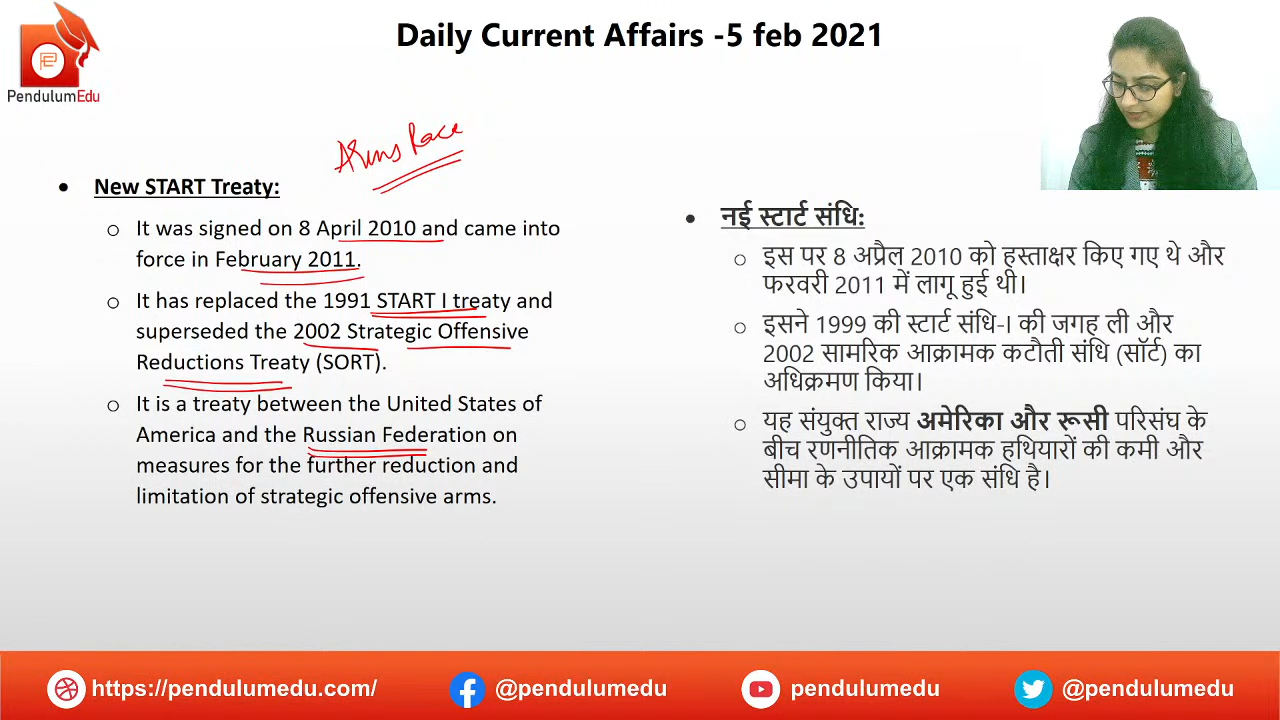 Daily Current Affairs -5 feb 2021
PendulumEdu
Arms Race
• New START Treaty:
o It was signed on 8 April 2010 and came into
force in February 2011.
o It has replaced the 1991 START I treaty and
superseded the 2002 Strategic Offensive
Reductions Treaty (SORT).
o It is a treaty between the United States of
America and the Russian Federation on
measures for the further reduction and
limitation of strategic offensive arms.
• नई स्टार्ट संधि:
o इस पर 8 अप्रैल 2010 को हस्ताक्षर किए गए थे और
फरवरी 2011 में लागू हुई थी।
o इसने 1999 की स्टार्ट संधि-I की जगह ली और
2002 सामरिक आक्रामक कटौती संधि (सॉर्ट) का
अधिक्रमण किया।
o यह संयुक्त राज्य अमेरिका और रूसी परिसंघ के
बीच रणनीतिक आक्रामक हथियारों की कमी और
सीमा के उपायों पर एक संधि है।
https://pendulumedu.com/
@pendulumedu
pendulumedu
@pendulumedu